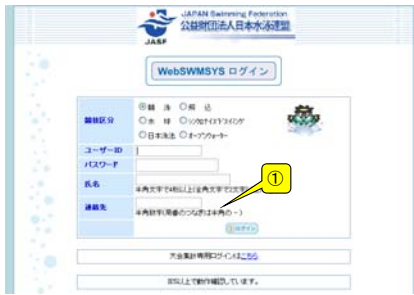 JAPAN Swimming Federation
公益財団法人日本水泳連盟
JASF
WebSWMSYS ログイン
競技区分
競 泳 飛 込
水 球 シンクロナイズドスイミング
日本泳法 オープンウォーター
ユーザーID
パスワード
氏名
半角文字で4桁以上(全角文字で2文字
①
連絡先
半角数字(局番のつなぎは半角の - )
ログイン
大会集計専用ログインはこちら
IE5以上で動作確認しています。